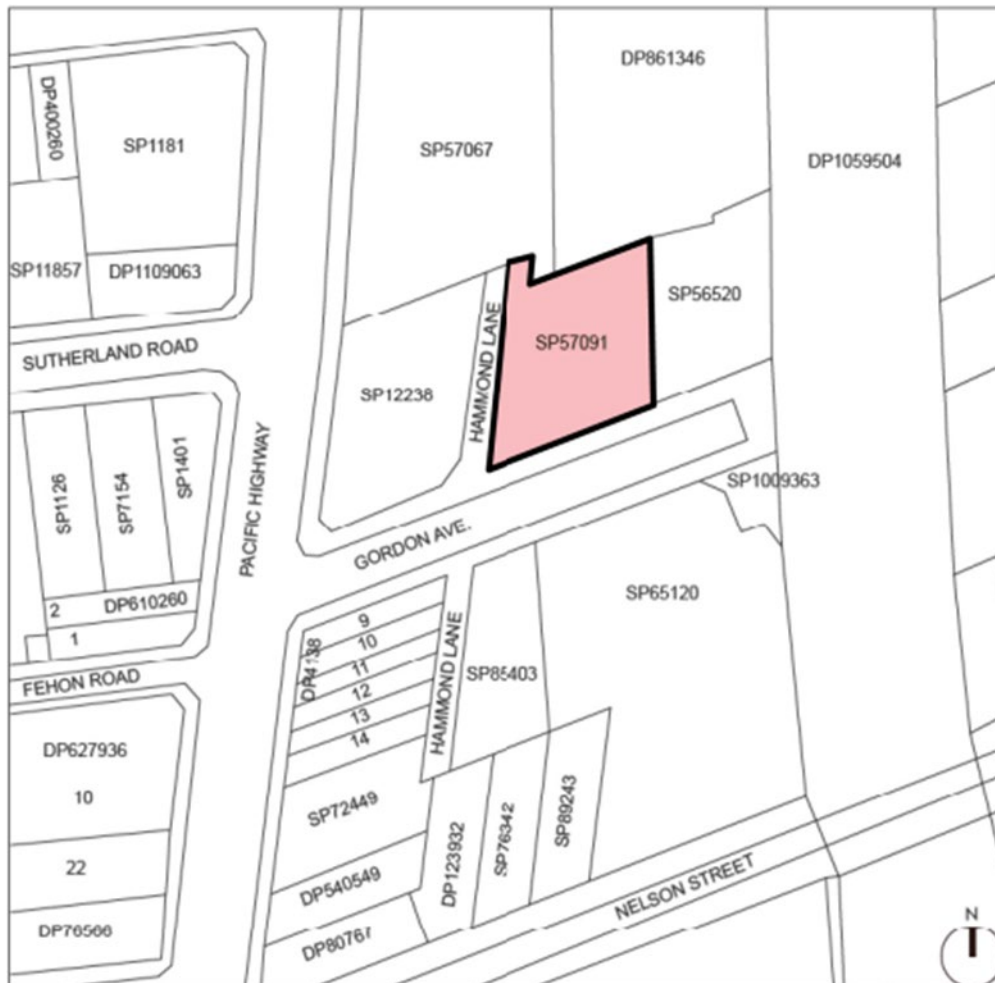 DP400260
SP1181
SP57067
DP861346
DP1059504
SP11857
DP1109063
SUTHERLAND ROAD
SP12238
HAMMOND LANE
SP57091
SP56520
SP1126
SP7154
SP1401
PACIFIC HIGHWAY
GORDON AVE.
SP1009363
2
DP610260
1
FEHON ROAD
DP4138
9
10
11
12
13
14
HAMMOND LANE
SP85403
SP65120
DP627936
10
22
DP76566
SP72449
DP540549
DP80767
DP123932
SP76342
SP89243
NELSON STREET
N